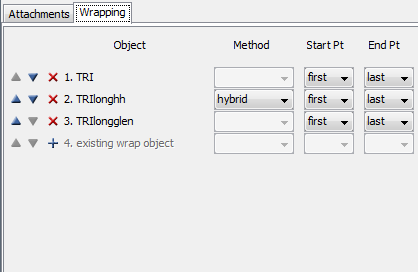 Attachments Wrapping
Object Method Start Pt End Pt
1. TRI first last
2. TRIlonghh hybrid first last
3. TRIlongglen first last
4. existing wrap object